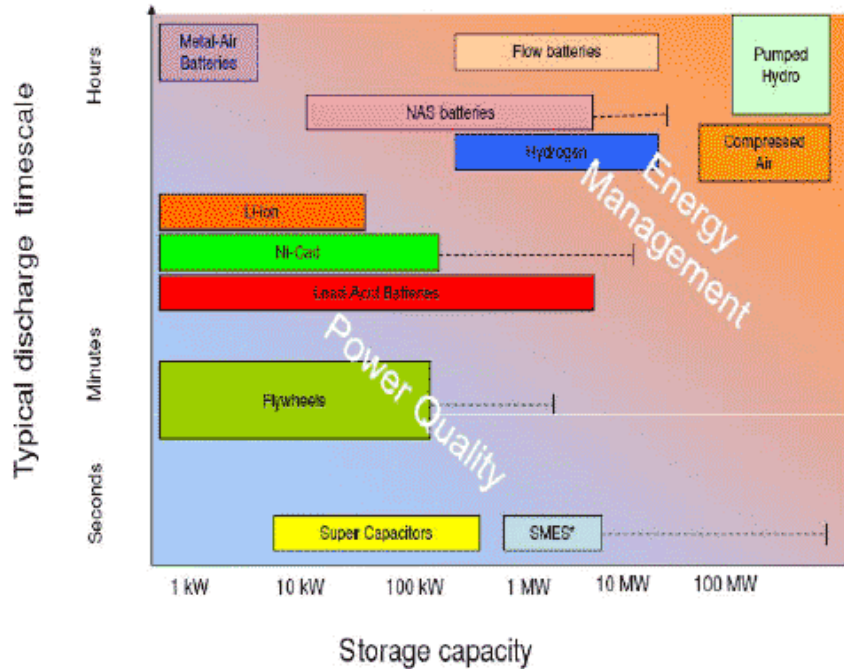 Typical discharge timescale
Hours
Minutes
Seconds
Metal-Air
Batteries
Flow batteries
Pumped
Hydro
NAS batteries
Hydrogen
Compressed
Air
Energy
Management
Li-ion
Ni-Cad
Lead-Acid Batteries
Power Quality
Flywheels
Super Capacitors
SMES*
1 kW
10 kW
100 kW
1 MW
10 MW
100 MW
Storage capacity